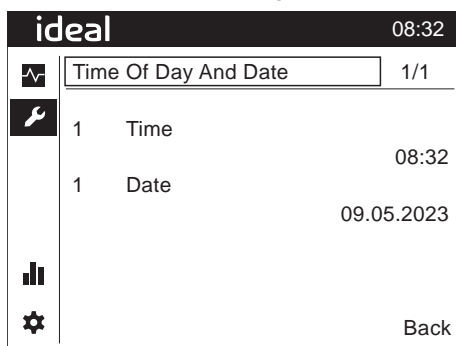 ideal 08:32
Time Of Day And Date 1/1
1 Time
08:32
1 Date
09.05.2023
Back